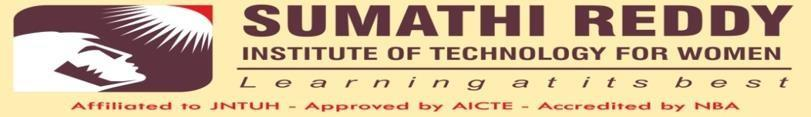 SUMATHI REDDY
INSTITUTE OF TECHNOLOGY FOR WOMEN
Learning at its best
Affiliated to JNTUH - Approved by AICTE - Accredited by NBA